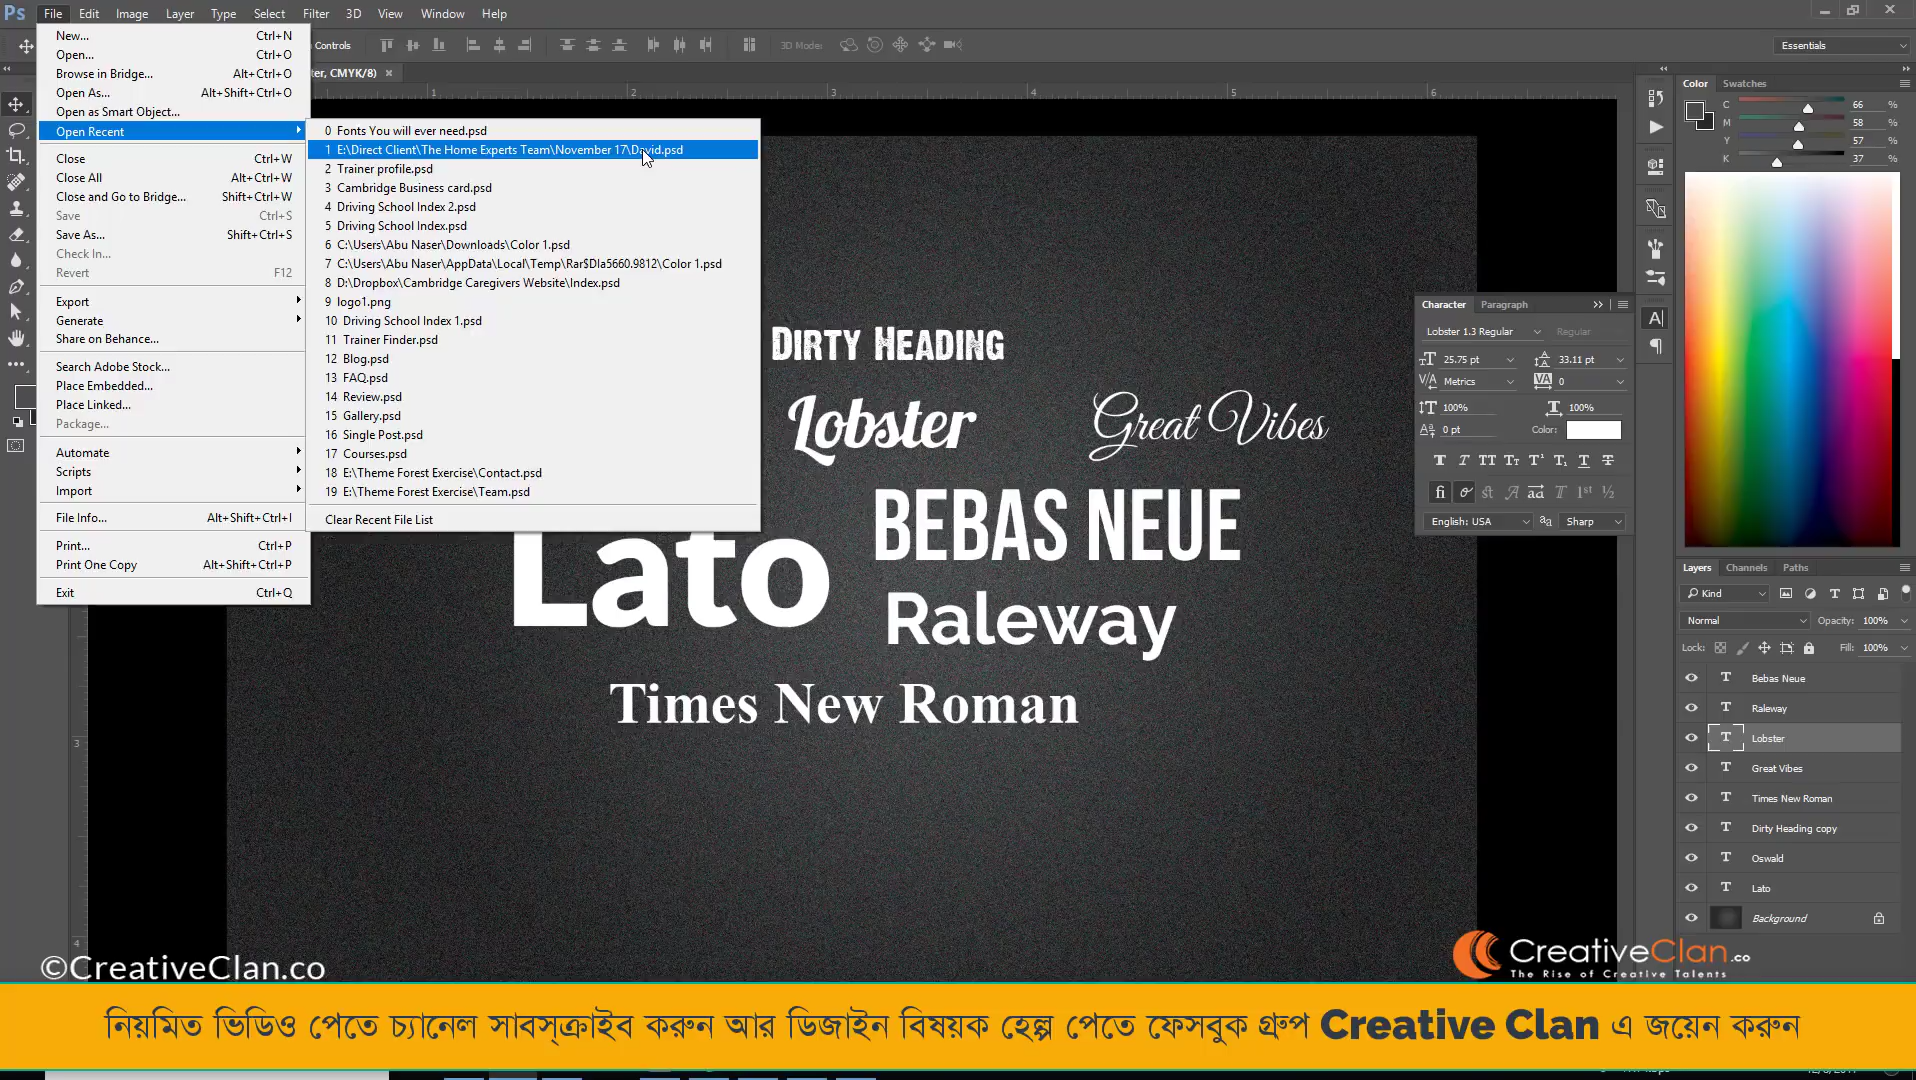 Ps File Edit Image Layer Type Select Filter 3D View Window Help
Controls 3D Mode: Essentials
CMYK/8) ×
1 2 3 4 5 6
New... Ctrl+N
Open... Ctrl+O
Browse in Bridge... Alt+Ctrl+O
Open As... Alt+Shift+Ctrl+O
Open as Smart Object...
Open Recent
Close Ctrl+W
Close All Alt+Ctrl+W
Close and Go to Bridge... Shift+Ctrl+W
Save Ctrl+S
Save As... Shift+Ctrl+S
Check In...
Revert F12
Export
Generate
Share on Behance...
Search Adobe Stock...
Place Embedded...
Place Linked...
Package...
Automate
Scripts
Import
File Info... Alt+Shift+Ctrl+I
Print... Ctrl+P
Print One Copy Alt+Shift+Ctrl+P
Exit Ctrl+Q
0 Fonts You will ever need.psd
1 E:\Direct Client\The Home Experts Team\November 17\David.psd
2 Trainer profile.psd
3 Cambridge Business card.psd
4 Driving School Index 2.psd
5 Driving School Index.psd
6 C:\Users\Abu Naser\Downloads\Color 1.psd
7 C:\Users\Abu Naser\AppData\Local\Temp\Rar$DIa5660.9812\Color 1.psd
8 D:\Dropbox\Cambridge Caregivers Website\Index.psd
9 logo1.png
10 Driving School Index 1.psd
11 Trainer Finder.psd
12 Blog.psd
13 FAQ.psd
14 Review.psd
15 Gallery.psd
16 Single Post.psd
17 Courses.psd
18 E:\Theme Forest Exercise\Contact.psd
19 E:\Theme Forest Exercise\Team.psd
Clear Recent File List
Dirty Heading
Lobster
Great Vibes
BEBAS NEUE
Lato
Raleway
Times New Roman
3
4
Character Paragraph
Lobster 1.3 Regular Regular
25.75 pt 33.11 pt
Metrics 0
100% 100%
0 pt Color:
English: USA Sharp
Color Swatches
C 66 %
M 58 %
Y 57 %
K 37 %
Layers Channels Paths
Kind
Normal Opacity: 100%
Lock: Fill: 100%
Bebas Neue
Raleway
Lobster
Great Vibes
Times New Roman
Dirty Heading copy
Oswald
Lato
Background
©CreativeClan.co
CreativeClan.co
The Rise of Creative Talents
নিয়মিত ভিডিও পেতে চ্যানেল সাবস্ক্রাইব করুন আর ডিজাইন বিষয়ক হেল্প পেতে ফেসবুক গ্রুপ Creative Clan এ জয়েন করুন